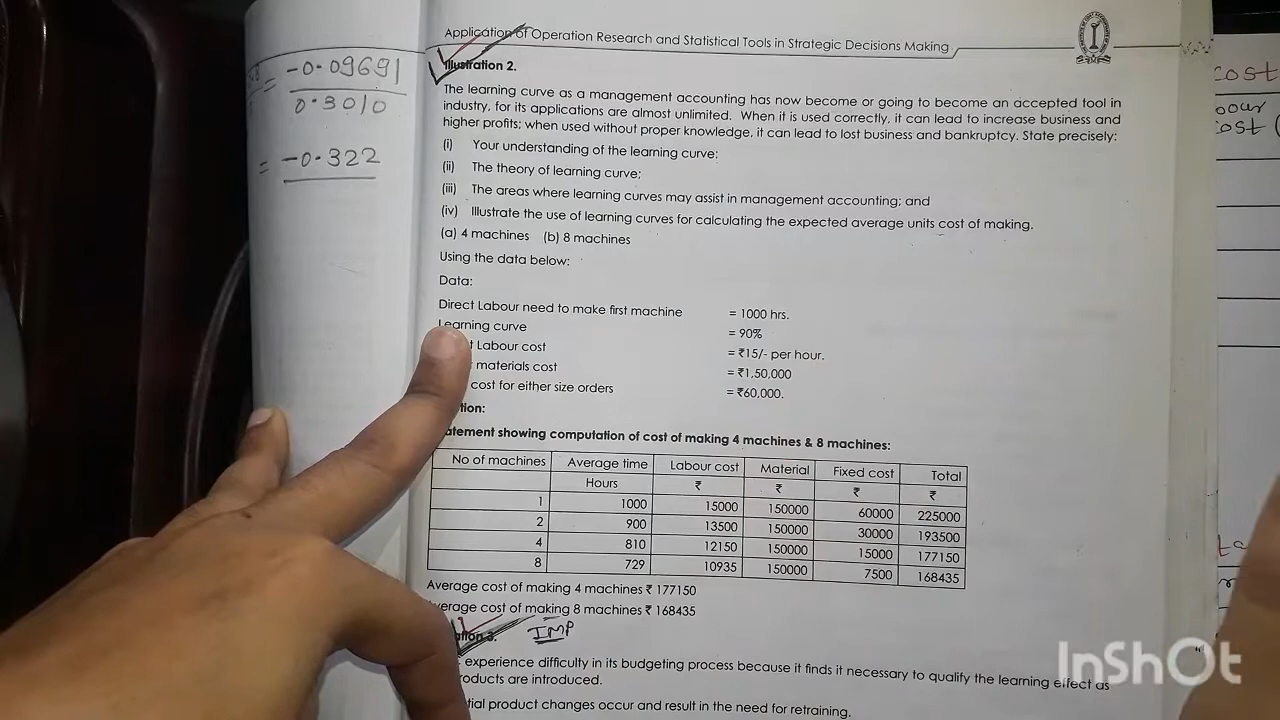 -0.09691
0.3010
= -0.322
Application of Operation Research and Statistical Tools in Strategic Decisions Making
Illustration 2.
The learning curve as a management accounting has now become or going to become an accepted tool in
industry, for its applications are almost unlimited. When it is used correctly, it can lead to increase business and
higher profits; when used without proper knowledge, it can lead to lost business and bankruptcy. State precisely:
(i) Your understanding of the learning curve;
(ii) The theory of learning curve;
(iii) The areas where learning curves may assist in management accounting; and
(iv) Illustrate the use of learning curves for calculating the expected average units cost of making.
(a) 4 machines (b) 8 machines
Using the data below:
Data:
Direct Labour need to make first machine = 1000 hrs.
Learning curve = 90%
Labour cost = ₹15/- per hour.
materials cost = ₹1,50,000
cost for either size orders = ₹60,000.
tion:
atement showing computation of cost of making 4 machines & 8 machines:
No of machines Average time Labour cost Material Fixed cost Total
Hours ₹ ₹ ₹ ₹
1 1000 15000 150000 60000 225000
2 900 13500 150000 30000 193500
4 810 12150 150000 15000 177150
8 729 10935 150000 7500 168435
Average cost of making 4 machines ₹ 177150
verage cost of making 8 machines ₹ 168435
ation 3. IMP
experience difficulty in its budgeting process because it finds it necessary to qualify the learning effect as
roducts are introduced.
tial product changes occur and result in the need for retraining.
cost
cost
InShOt